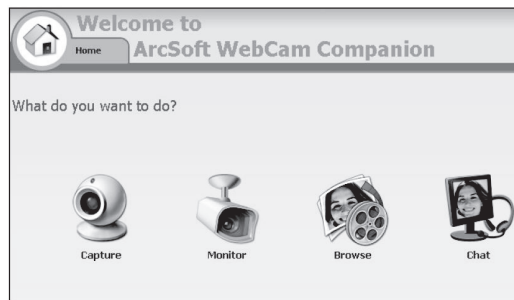 Welcome to
Home
ArcSoft WebCam Companion
What do you want to do?
Capture Monitor Browse Chat